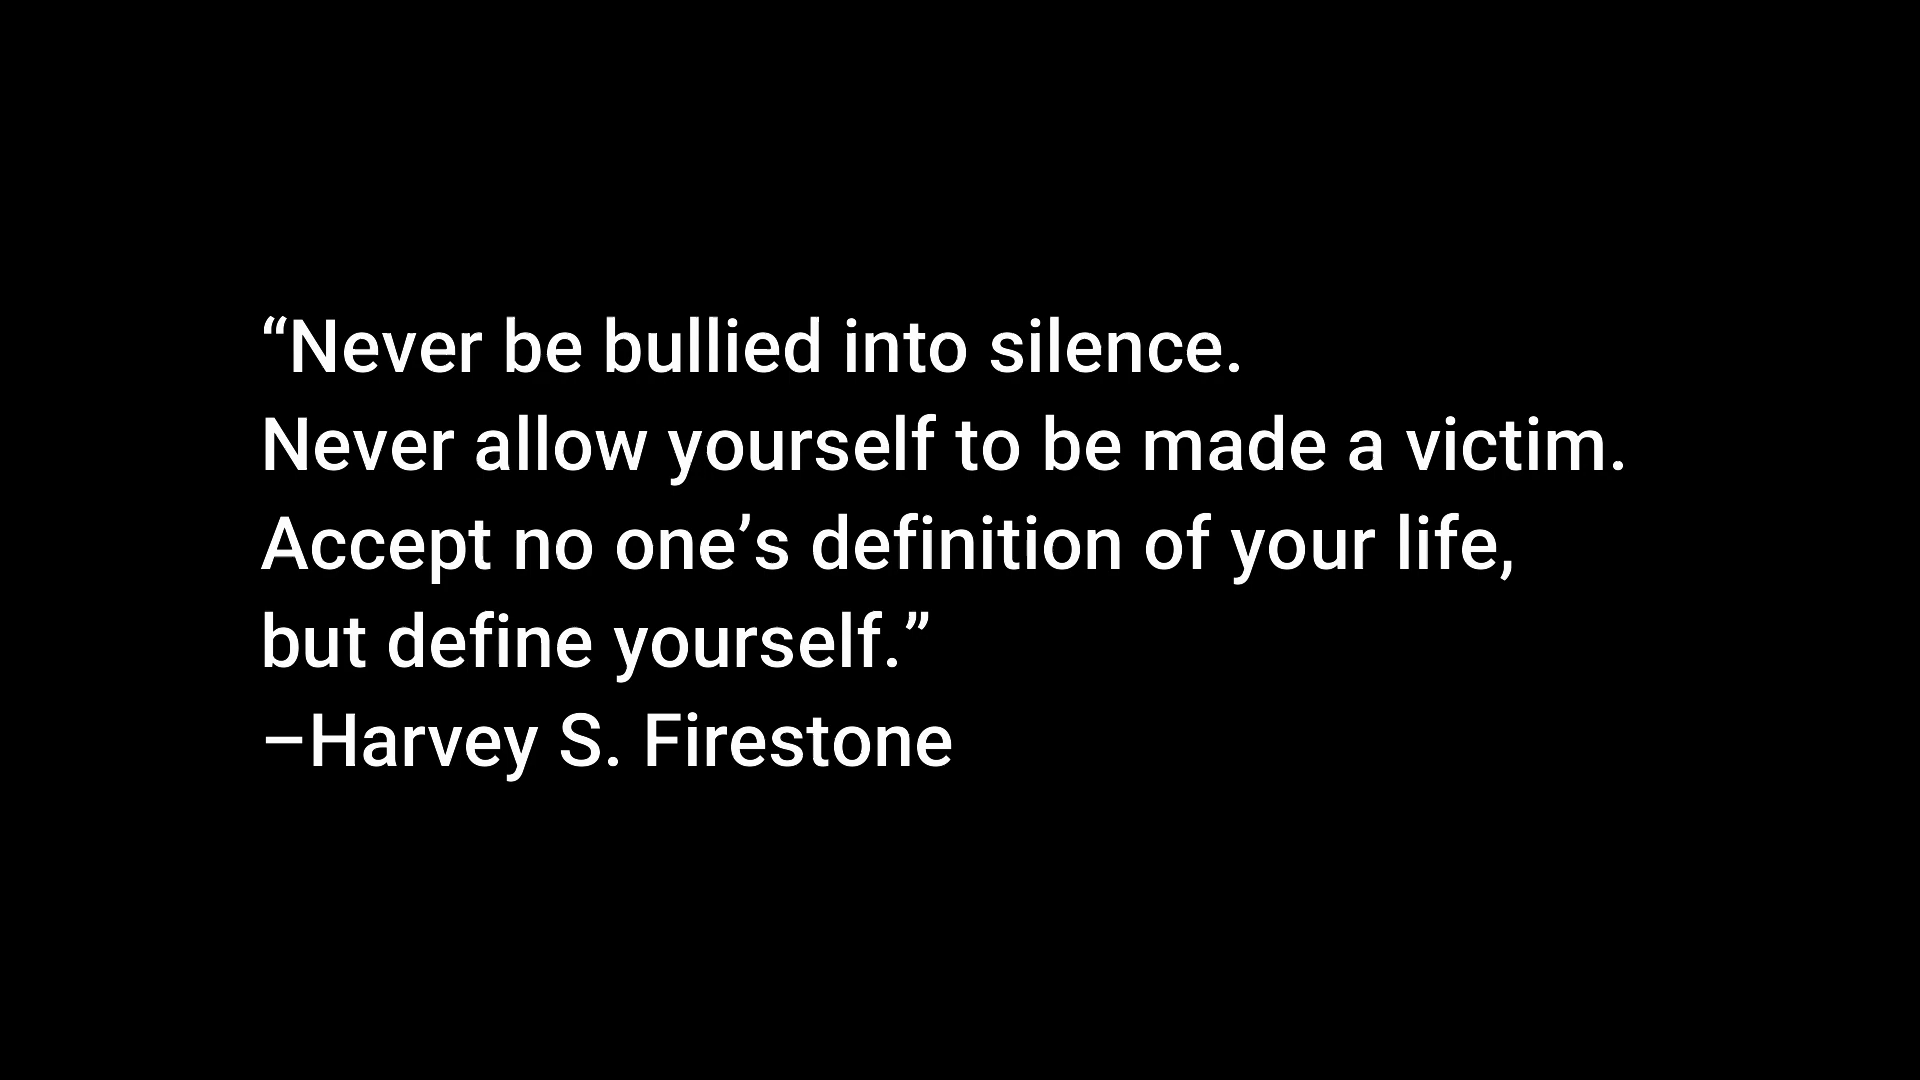 “Never be bullied into silence.
Never allow yourself to be made a victim.
Accept no one’s definition of your life,
but define yourself.”
–Harvey S. Firestone